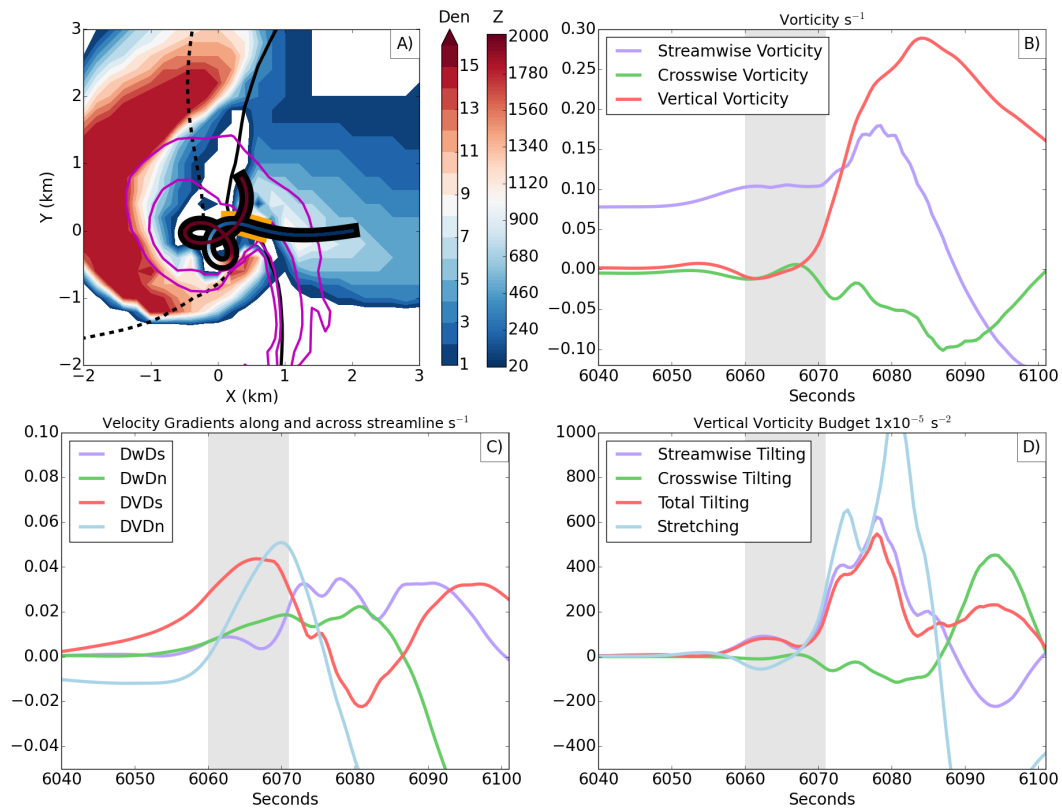 Den Z
A)
3
2
1
0
−1
−2
Y (km)
−2 −1 0 1 2 3
X (km)
15
13
11
9
7
5
3
1
2000
1780
1560
1340
1120
900
680
460
240
20
Vorticity s⁻¹
B)
Streamwise Vorticity
Crosswise Vorticity
Vertical Vorticity
0.30
0.25
0.20
0.15
0.10
0.05
0.00
−0.05
−0.10
6040 6050 6060 6070 6080 6090 6100
Seconds
Velocity Gradients along and across streamline s⁻¹
C)
DwDs
DwDn
DVDs
DVDn
0.10
0.08
0.06
0.04
0.02
0.00
−0.02
−0.04
6040 6050 6060 6070 6080 6090 6100
Seconds
Vertical Vorticity Budget 1x10⁻⁵ s⁻²
D)
Streamwise Tilting
Crosswise Tilting
Total Tilting
Stretching
1000
800
600
400
200
0
−200
−400
6040 6050 6060 6070 6080 6090 6100
Seconds